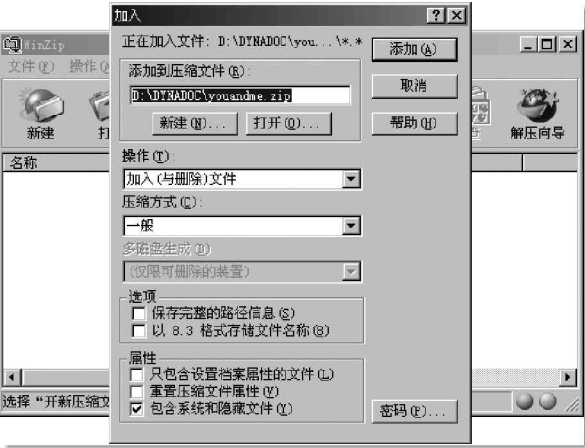 加入
正在加入文件: D:\DYNADOC\you...\*.*
添加(A)
WinZip
文件(F) 操作(A
添加到压缩文件(R):
D:\DYNADOC\youandme.zip
取消
新建(N)... 打开(O)...
帮助(H)
新建
打
解压向导
名称
操作(T):
加入(与删除)文件
压缩方式(C):
一般
多磁盘生成(D)
(仅限可删除的装置)
选项
保存完整的路径信息(S)
以 8.3 格式存储文件名称(8)
属性
只包含设置档案属性的文件(L)
重置压缩文件属性(V)
包含系统和隐藏文件(Y)
密码(P)...
选择“开新压缩文